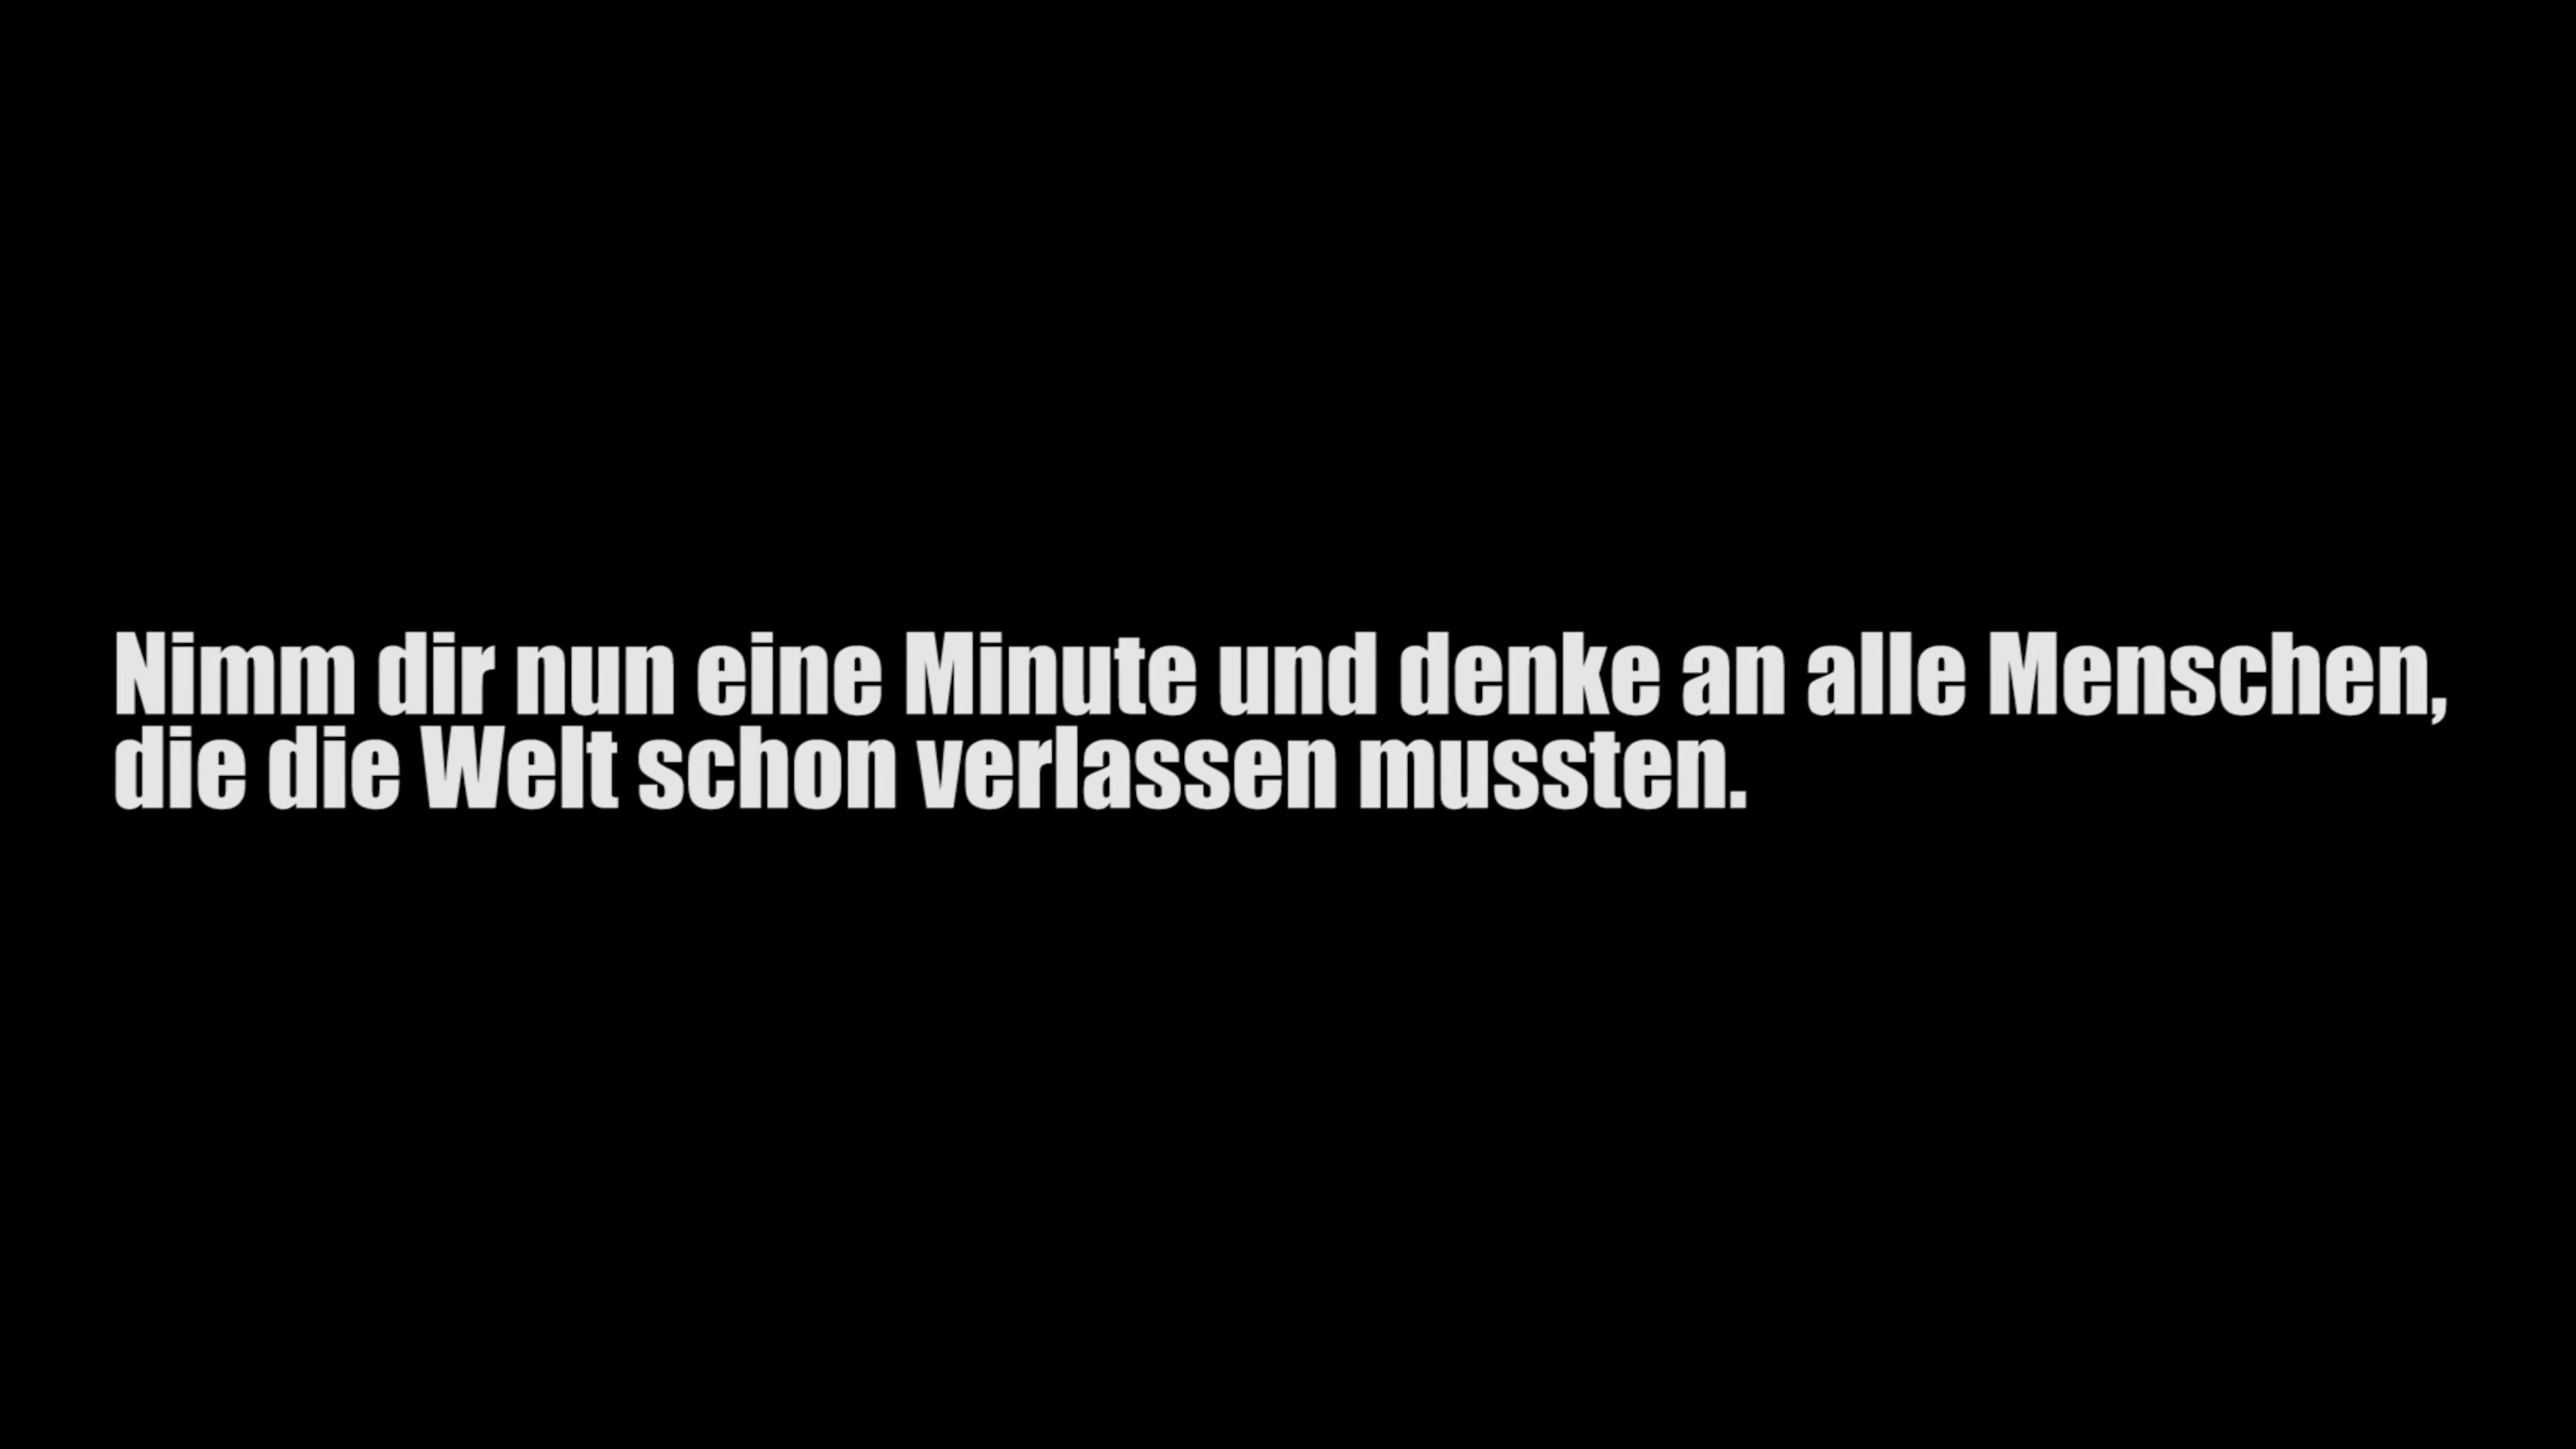 Nimm dir nun eine Minute und denke an alle Menschen,
die die Welt schon verlassen mussten.